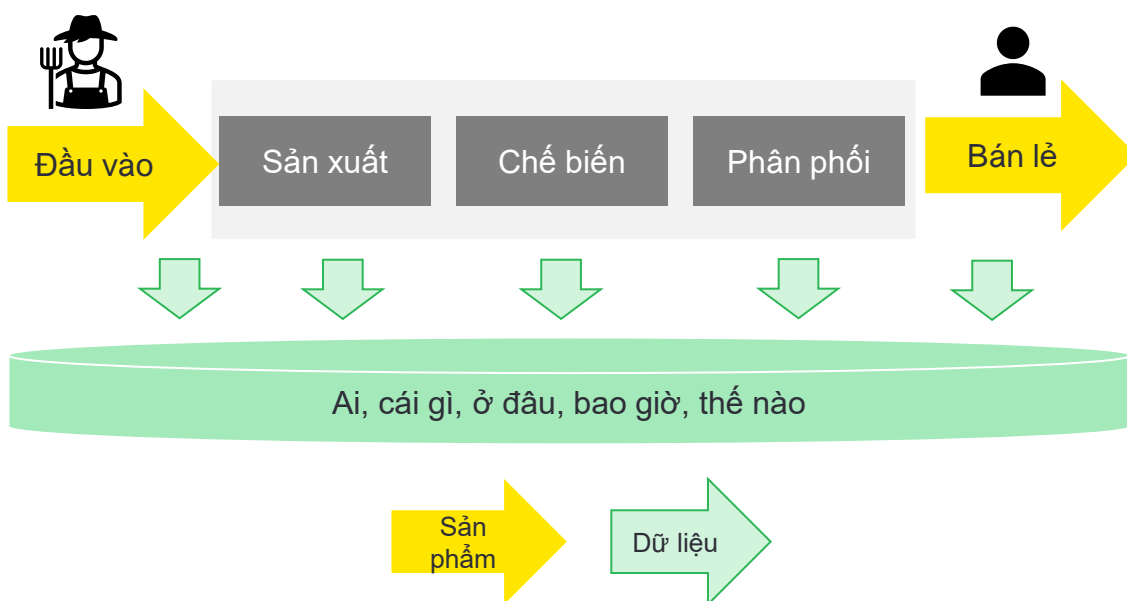 Đầu vào
Sản xuất
Chế biến
Phân phối
Bán lẻ
Ai, cái gì, ở đâu, bao giờ, thế nào
Sản
phẩm
Dữ liệu